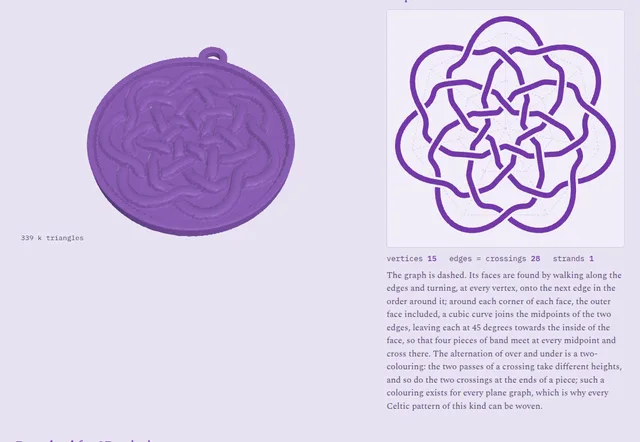 339 k triangles
vertices 15 edges = crossings 28 strands 1
The graph is dashed. Its faces are found by walking along the
edges and turning, at every vertex, onto the next edge in the
order around it; around each corner of each face, the outer
face included, a cubic curve joins the midpoints of the two
edges, leaving each at 45 degrees towards the inside of the
face, so that four pieces of band meet at every midpoint and
cross there. The alternation of over and under is a two-
colouring: the two passes of a crossing take different heights,
and so do the two crossings at the ends of a piece; such a
colouring exists for every plane graph, which is why every
Celtic pattern of this kind can be woven.